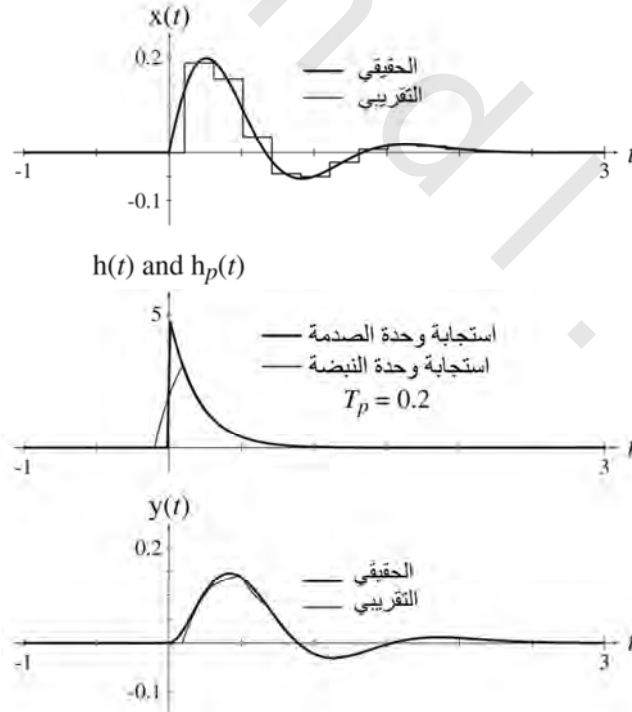 x(t)
0.2
الحقيقي
التقريبي
-1
3
t
-0.1
h(t) and hₚ(t)
5
استجابة وحدة الصدمة
استجابة وحدة النبضة
Tₚ = 0.2
-1
3
t
y(t)
0.2
الحقيقي
التقريبي
-1
3
t
-0.1